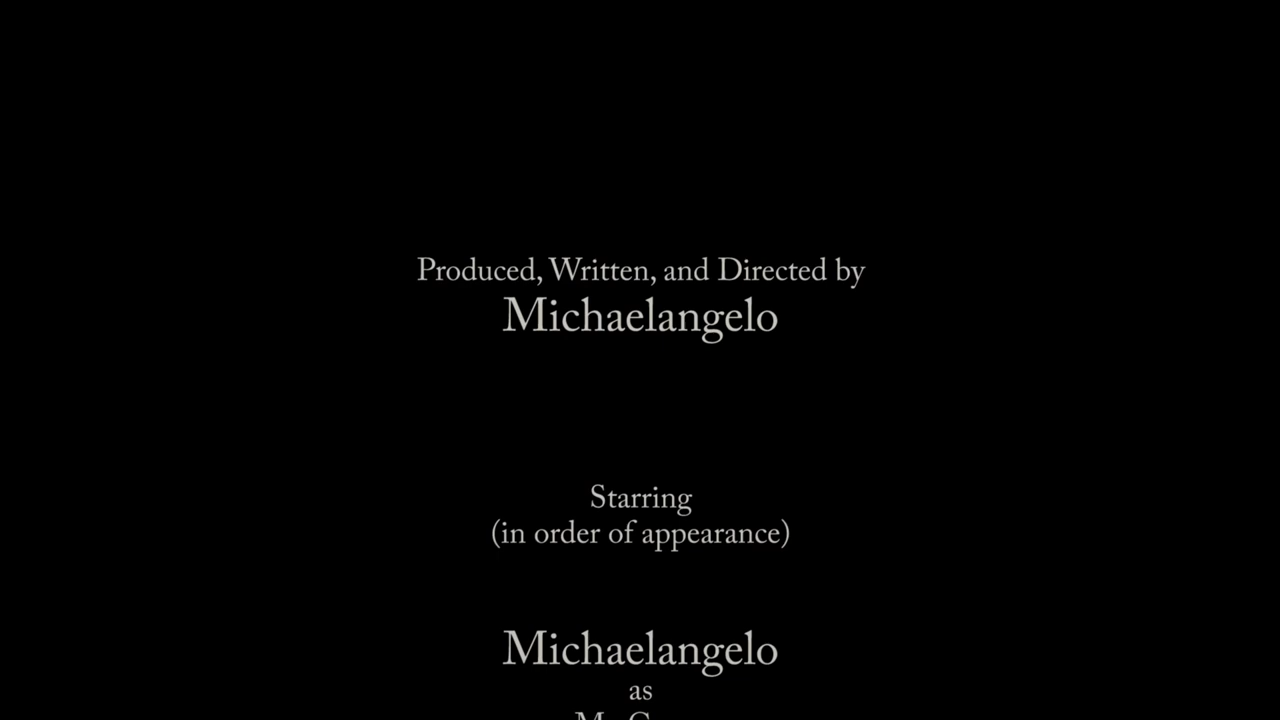 Produced, Written, and Directed by
Michaelangelo
Starring
(in order of appearance)
Michaelangelo
as